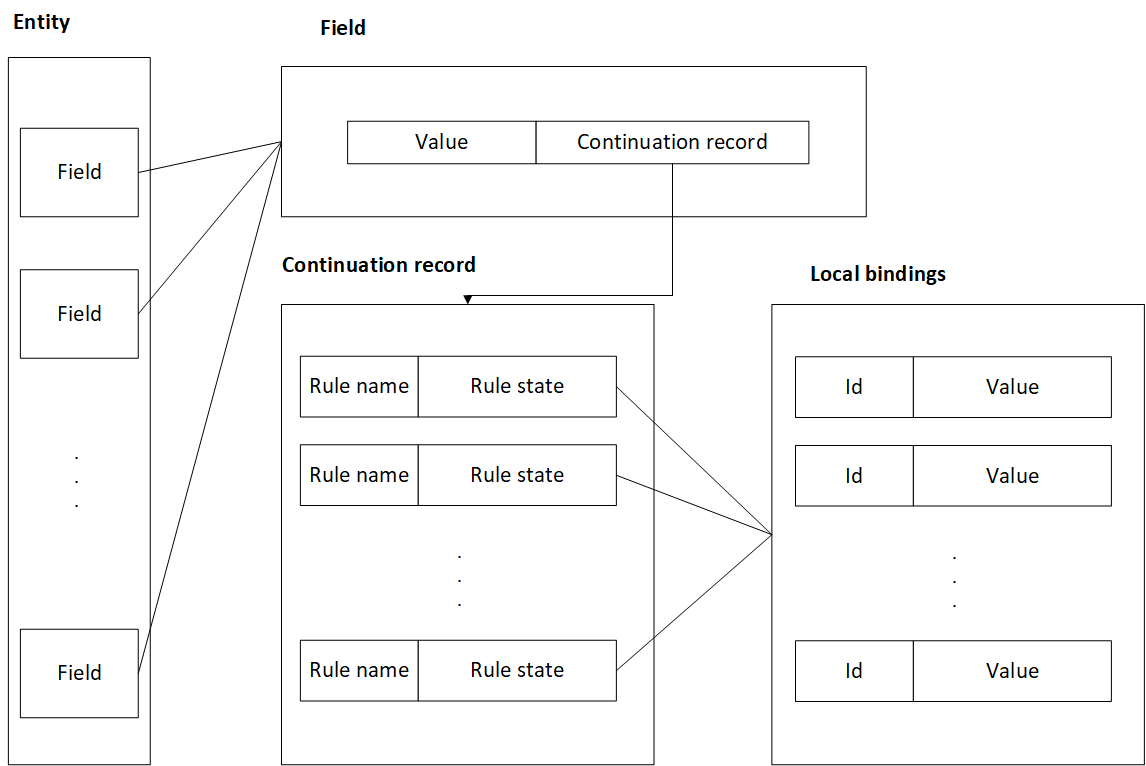 Entity
Field
Field
Field
.
.
.
Field
Value Continuation record
Continuation record
Rule name Rule state
Rule name Rule state
.
.
.
Rule name Rule state
Local bindings
Id Value
Id Value
.
.
.
Id Value